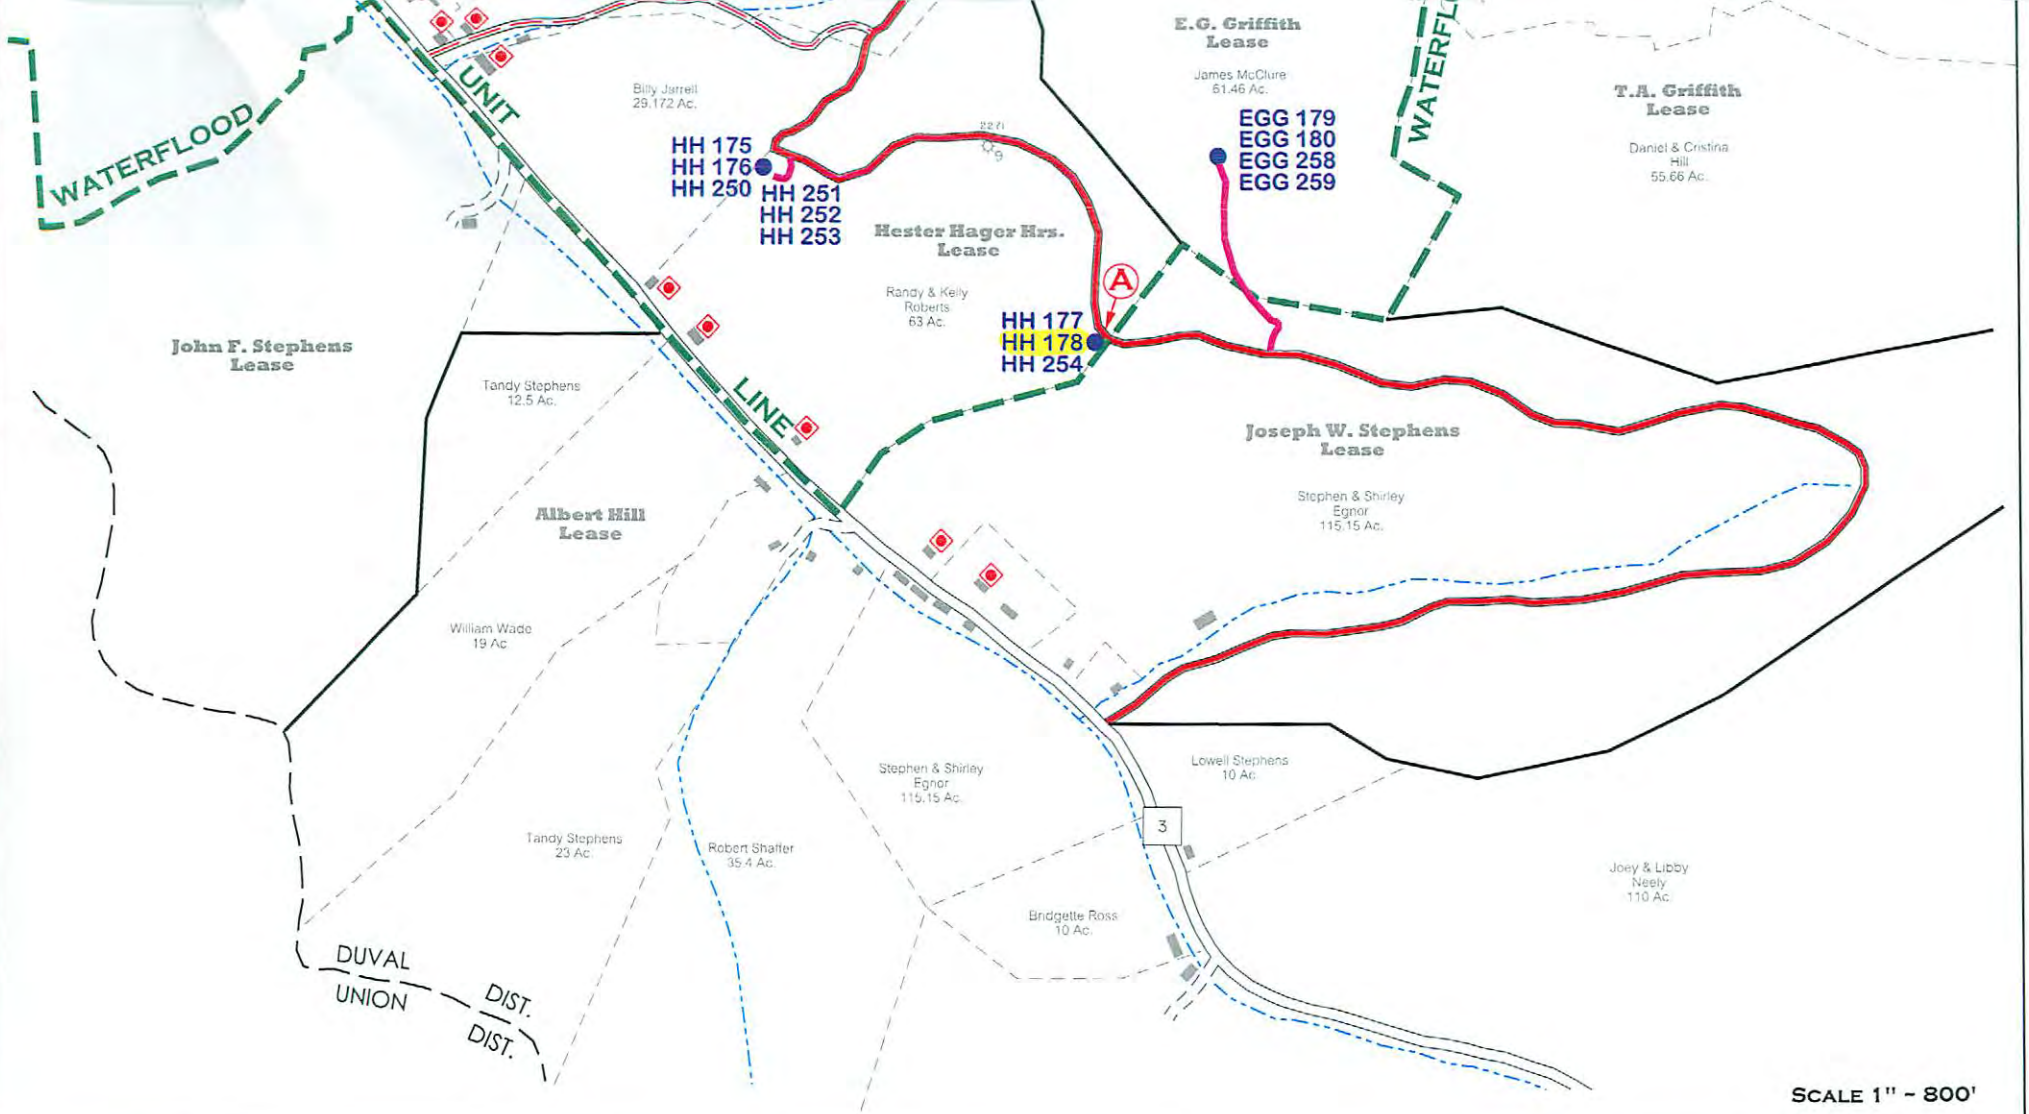 E.G. Griffith
Lease
James McClure
61.46 Ac.
WATERFL
T.A. Griffith
Lease
Daniel & Cristina
Hill
55.66 Ac.
WATERFLOOD
UNIT
Billy Jarrell
29.172 Ac.
HH 175
HH 176
HH 250
HH 251
HH 252
HH 253
2271
9
EGG 179
EGG 180
EGG 258
EGG 259
Hester Hager Hrs.
Lease
Randy & Kelly
Roberts
63 Ac.
A
HH 177
HH 178
HH 254
John F. Stephens
Lease
Tandy Stephens
12.5 Ac.
LINE
Joseph W. Stephens
Lease
Stephen & Shirley
Egnor
115.15 Ac.
Albert Hill
Lease
William Wade
19 Ac
Stephen & Shirley
Egnor
115.15 Ac.
Lowell Stephens
10 Ac.
3
Tandy Stephens
23 Ac
Robert Shaffer
35.4 Ac.
Joey & Libby
Neely
110 Ac
Bridgette Ross
10 Ac.
DUVAL
UNION
DIST.
DIST.
SCALE 1" ~ 800'